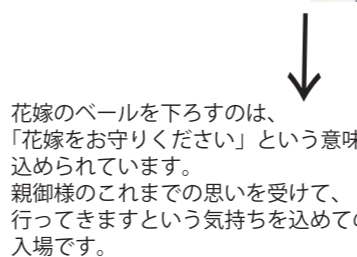 花嫁のベールを下ろすのは、
「花嫁をお守りください」という意味
込められています。
親御様のこれまでの思いを受けて、
行ってきますという気持ちを込めての
入場です。